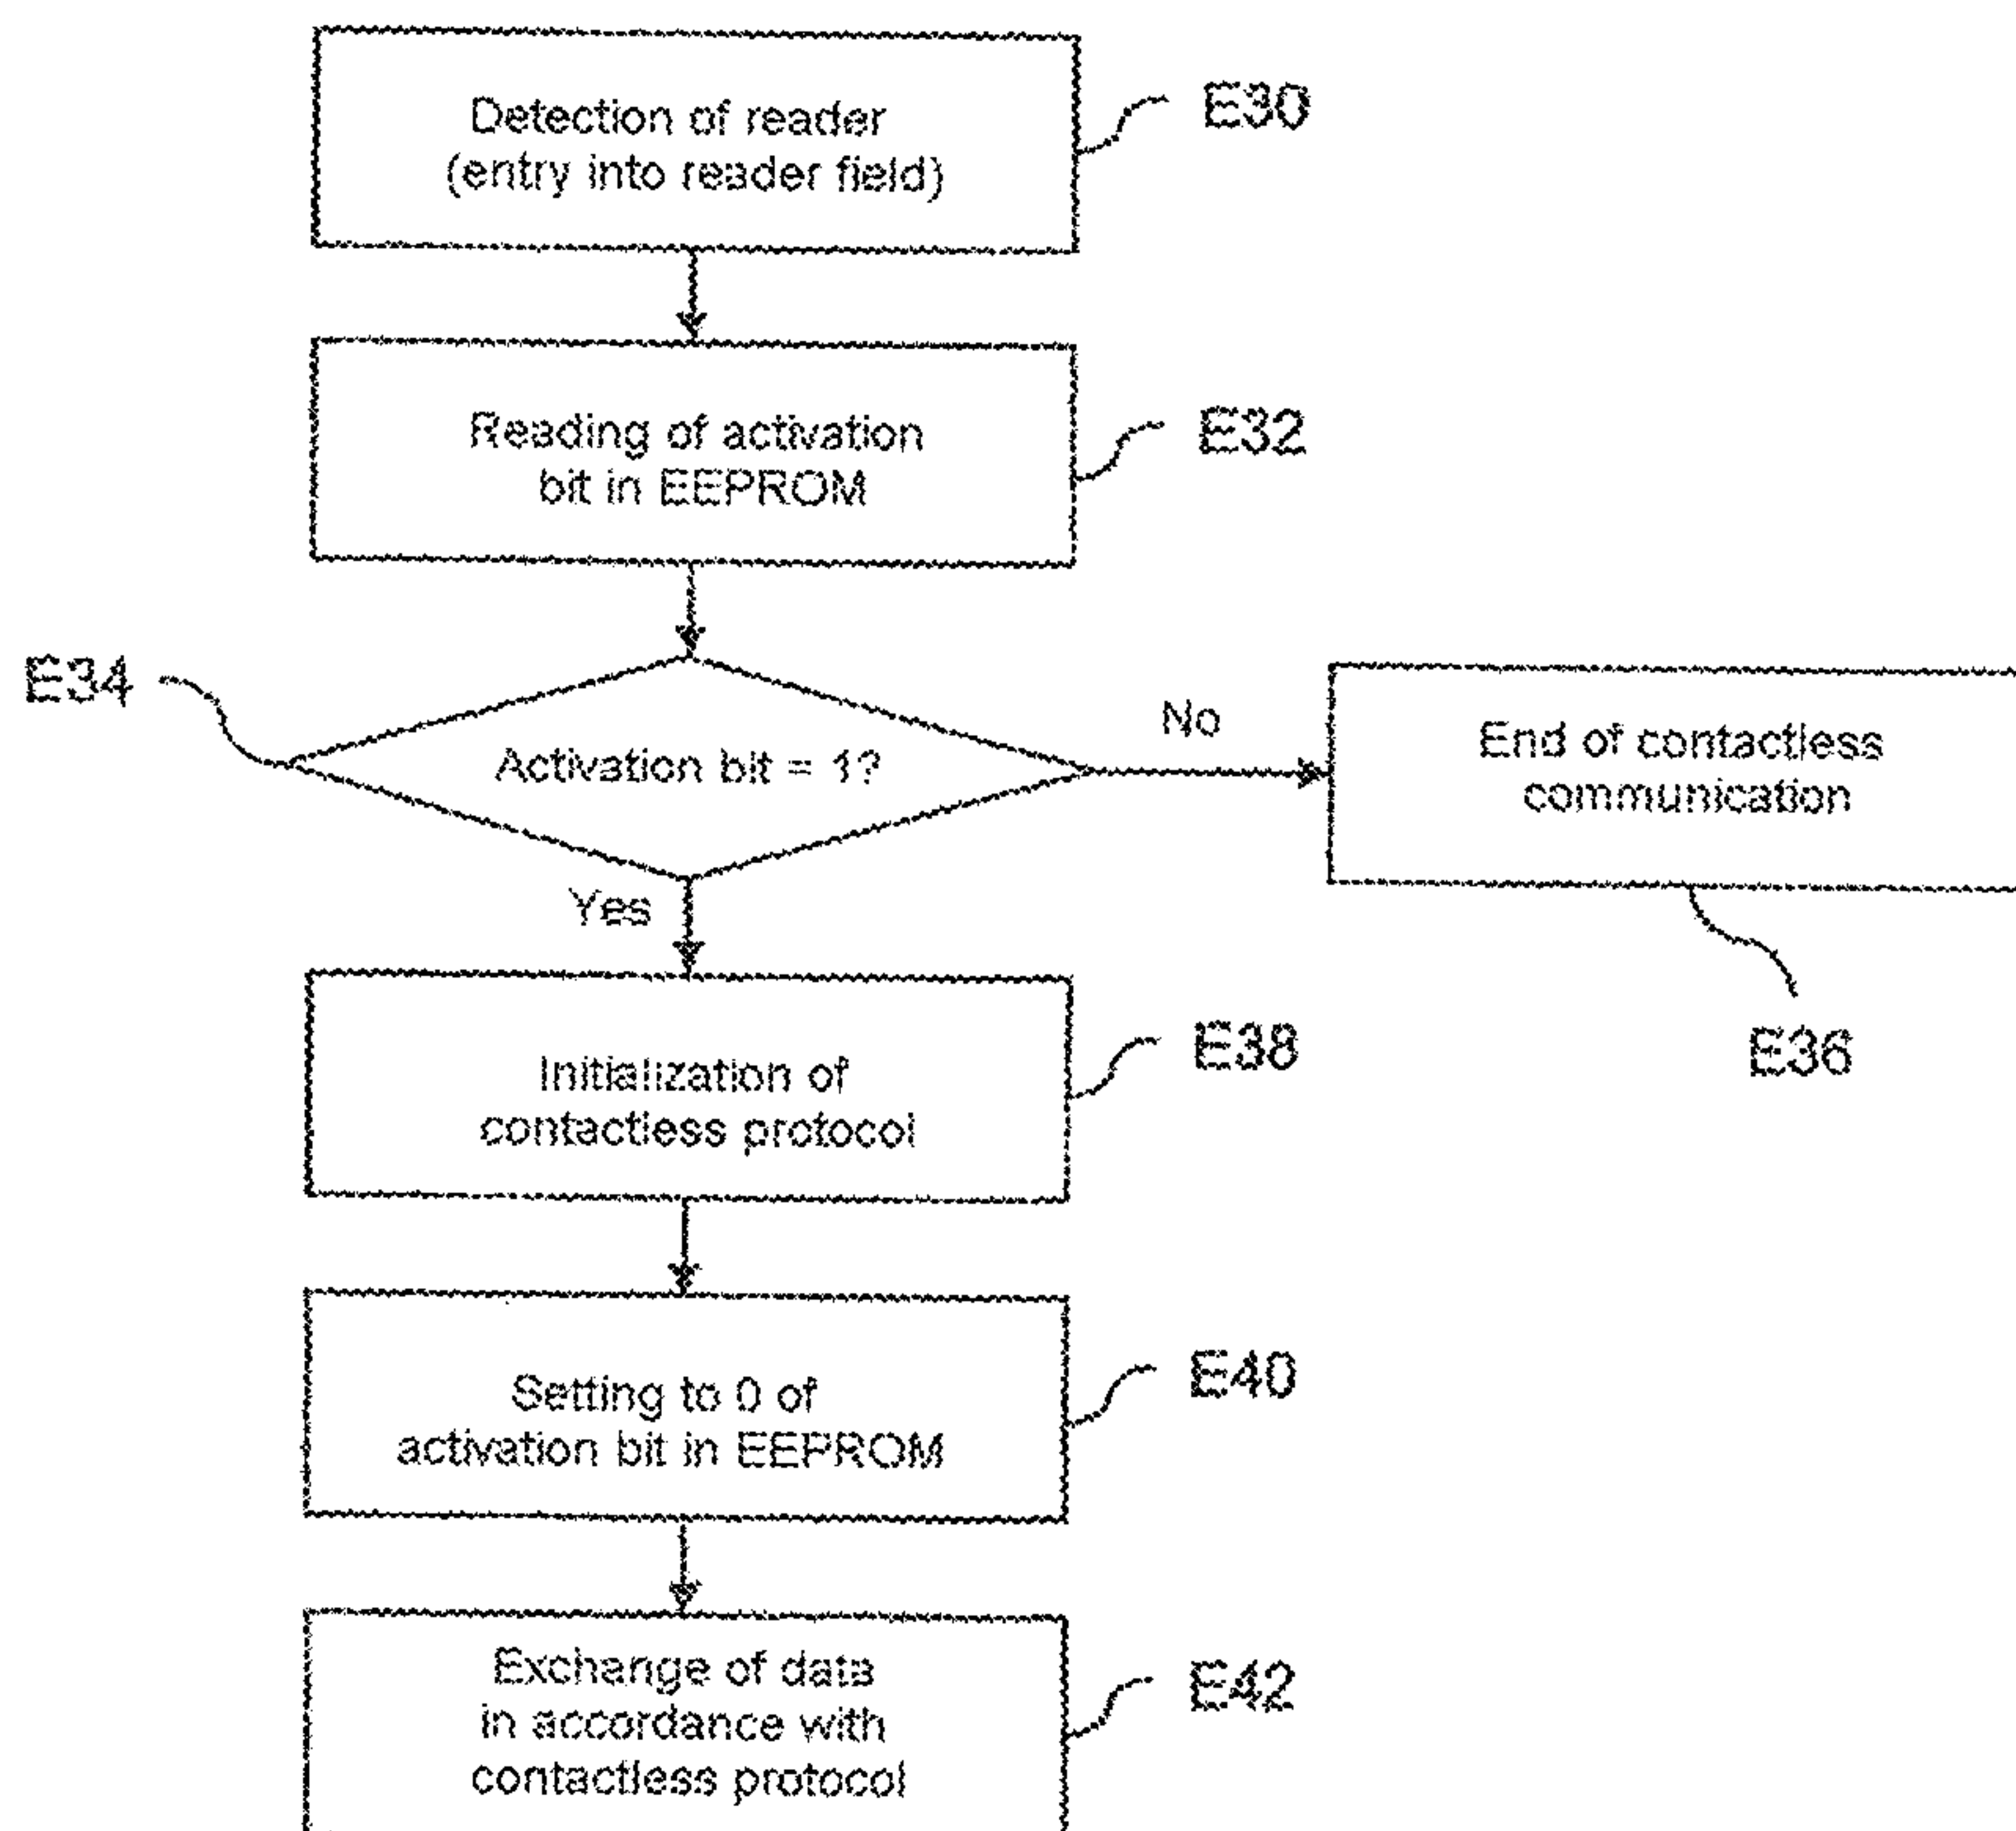 Detection of reader
(entry into reader field)
E30
Reading of activation
bit in EEPROM
E32
E34
Activation bit = 1?
No
End of contactless
communication
E36
Yes
Initialization of
contactless protocol
E38
Setting to 0 of
activation bit in EEPROM
E40
Exchange of data
in accordance with
contactless protocol
E42